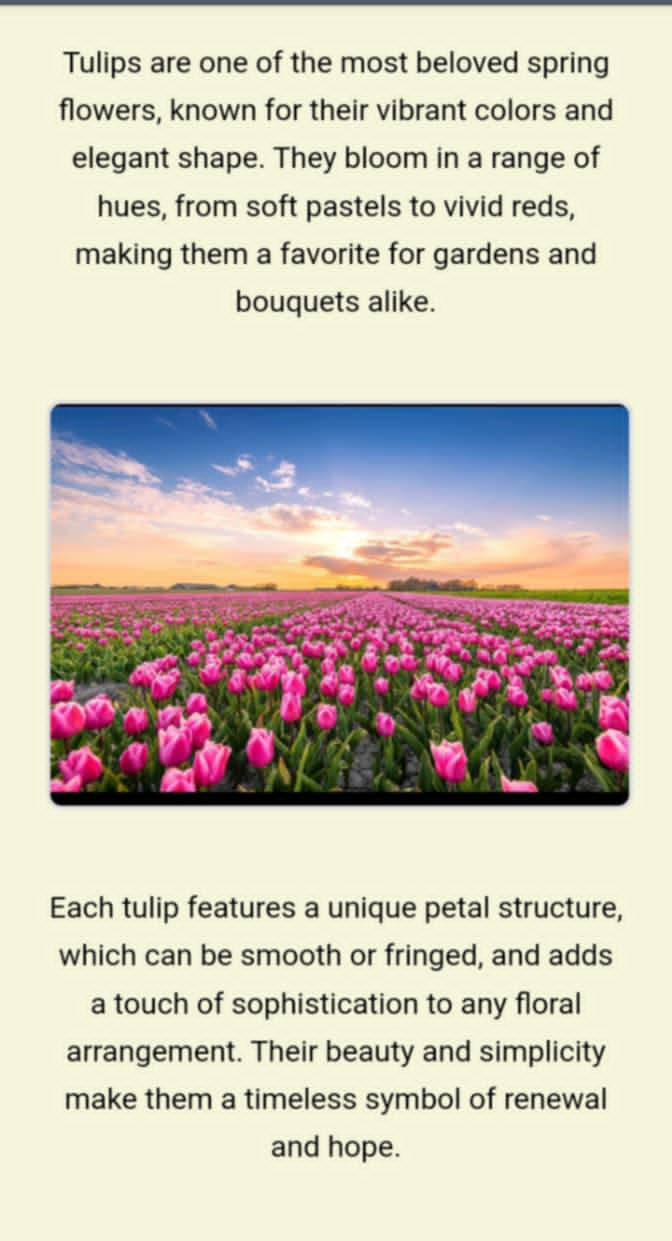 Tulips are one of the most beloved spring
flowers, known for their vibrant colors and
elegant shape. They bloom in a range of
hues, from soft pastels to vivid reds,
making them a favorite for gardens and
bouquets alike.
Each tulip features a unique petal structure,
which can be smooth or fringed, and adds
a touch of sophistication to any floral
arrangement. Their beauty and simplicity
make them a timeless symbol of renewal
and hope.